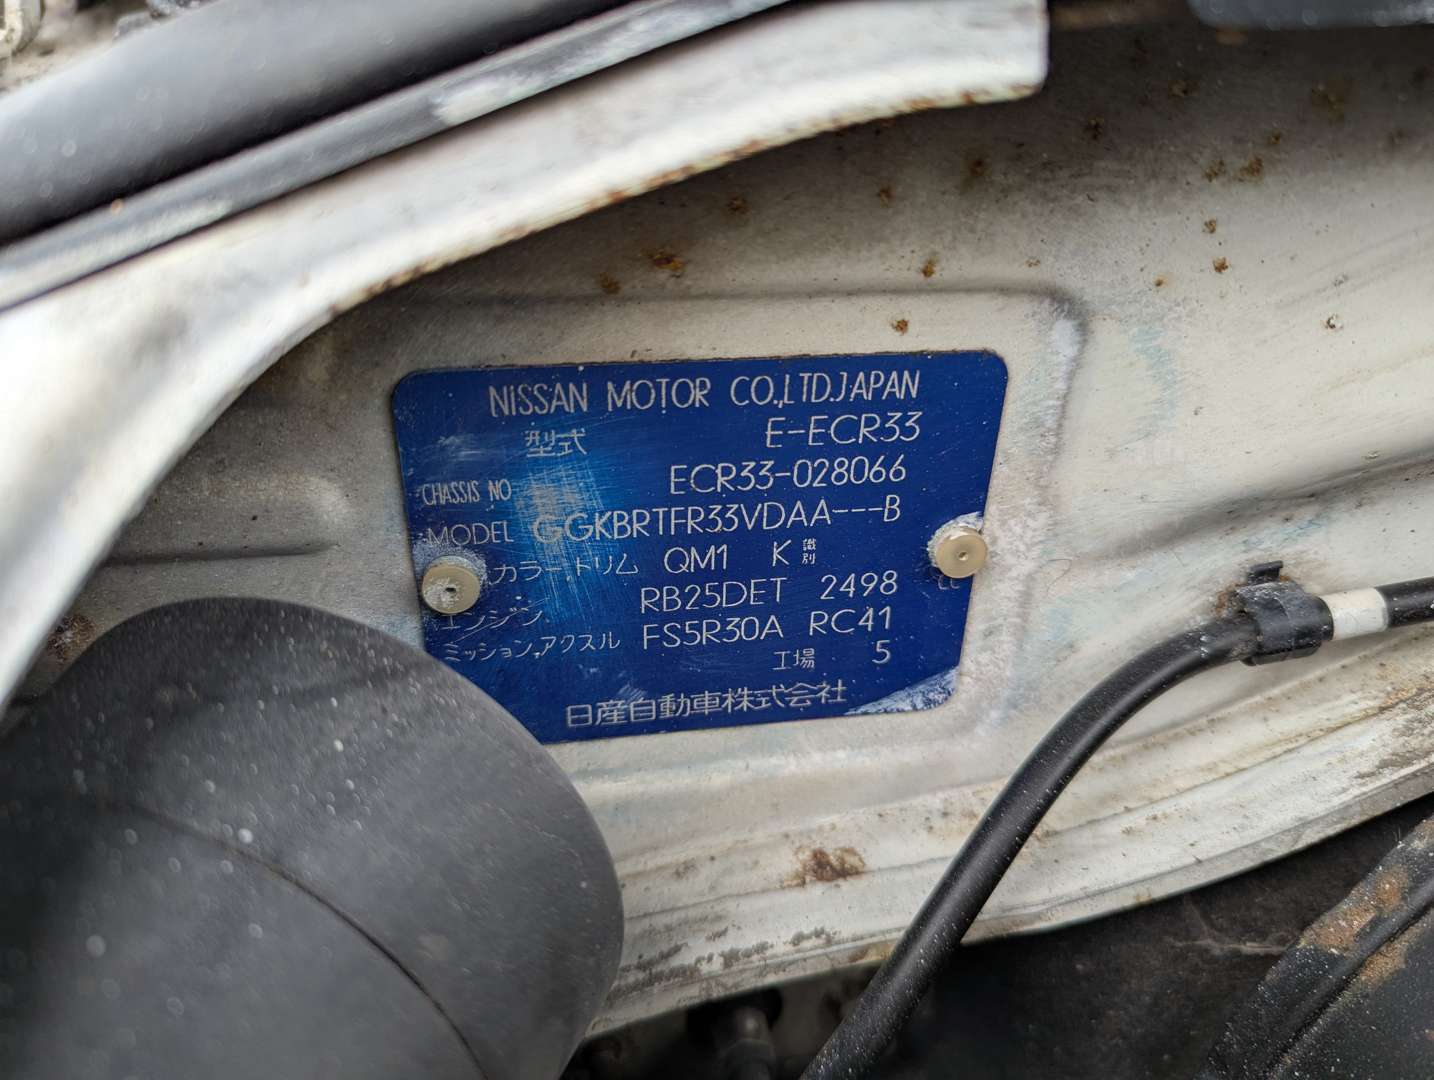 NISSAN MOTOR CO.,LTD.JAPAN
型式 E-ECR33
CHASSIS NO ECR33-028066
MODEL GGKBRTFR33VDAA---B
カラー,トリム QM1 K 識別
エンジン RB25DET 2498 cc
ミッション,アクスル FS5R30A RC41
工場 5
日産自動車株式会社